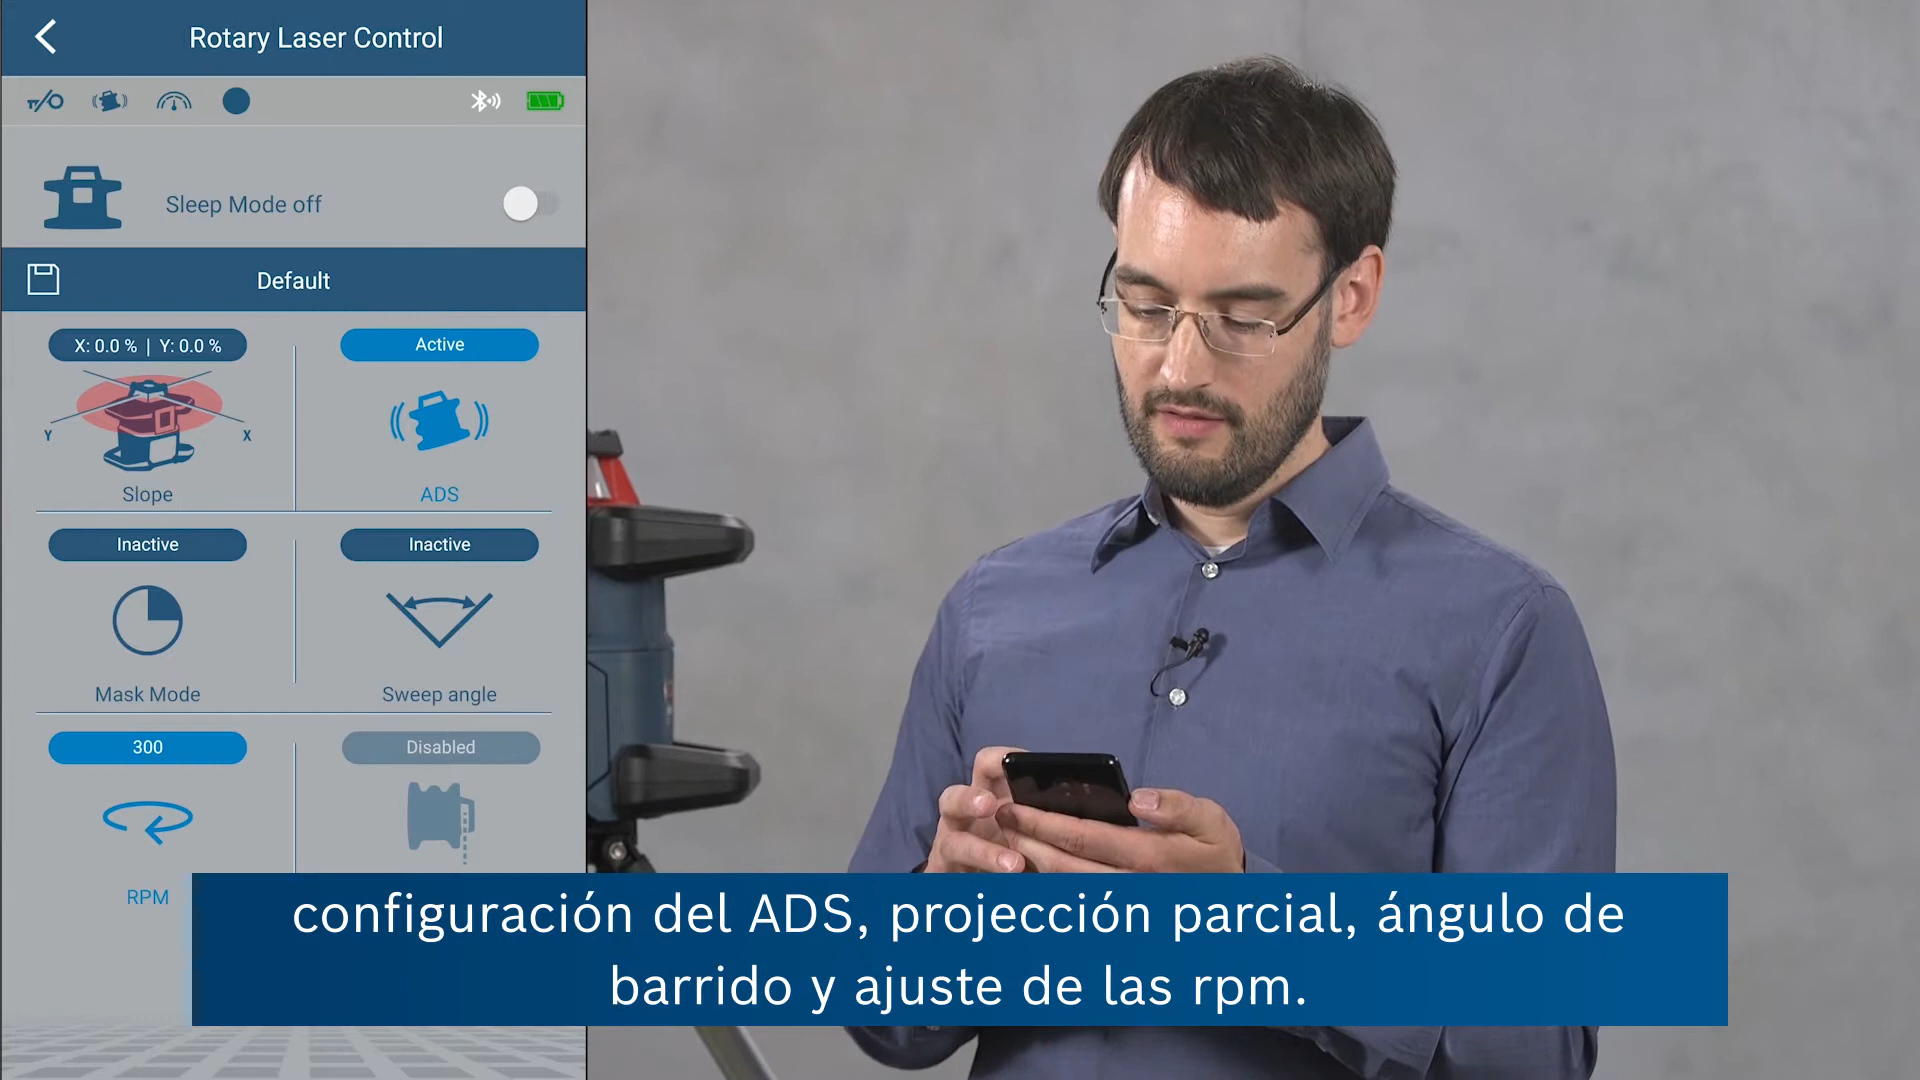 Rotary Laser Control
Sleep Mode off
Default
X: 0.0 % | Y: 0.0 %
Active
Y
X
Slope
ADS
Inactive
Inactive
Mask Mode
Sweep angle
300
Disabled
RPM
configuración del ADS, projección parcial, ángulo de
barrido y ajuste de las rpm.